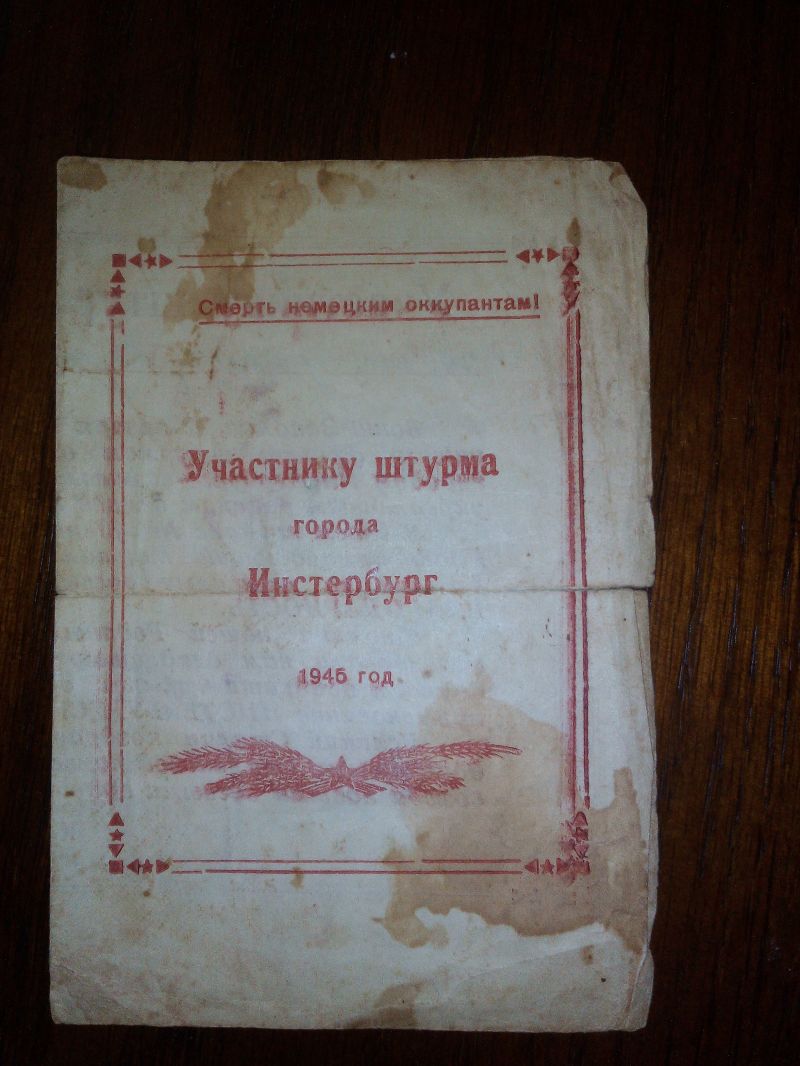 Смерть немецким оккупантам!
Участнику штурма
города
Инстербург
1945 год